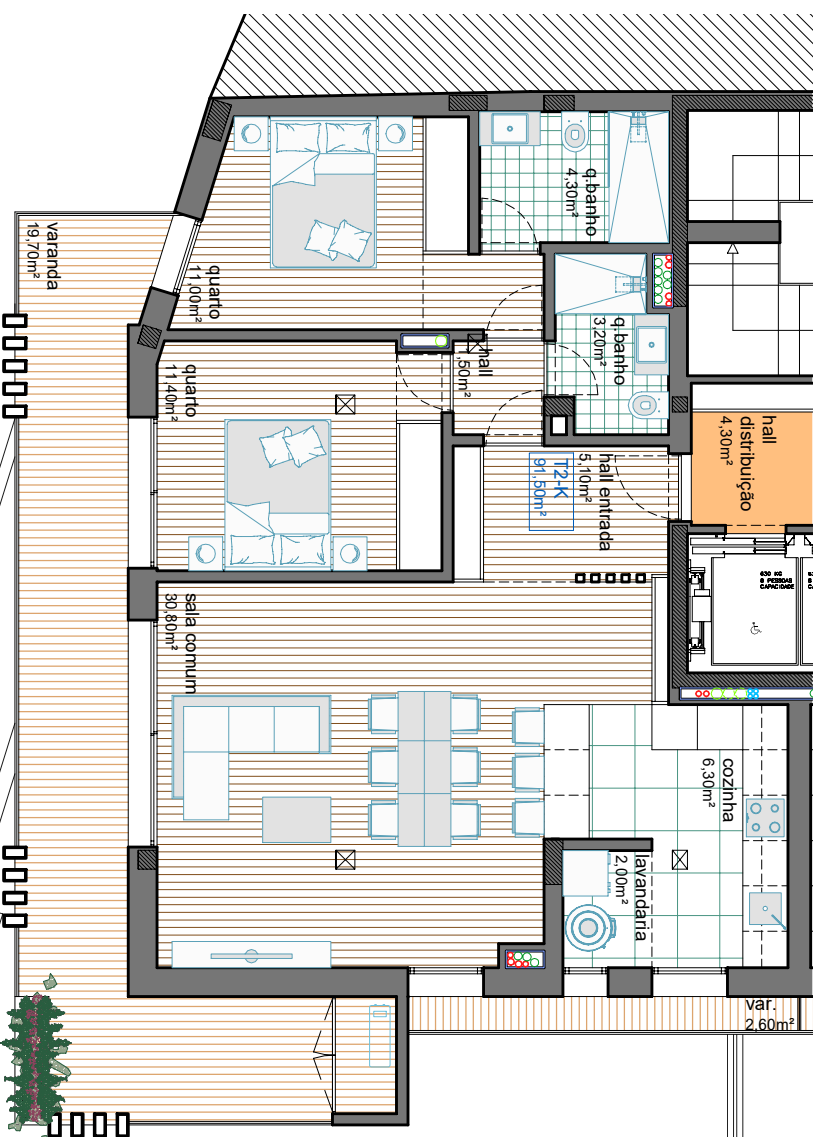 q.banho
4,30m²
varanda
19,70m²
quarto
11,00m²
q.banho
3,20m²
hall
1,50m²
quarto
11,40m²
hall
distribuição
4,30m²
hall entrada
5,10m²
T2-K
91,50m²
630 KG
8 PESSOAS
CAPACIDADE
sala comum
30,80m²
cozinha
6,30m²
lavandaria
2,00m²
var.
2,60m²